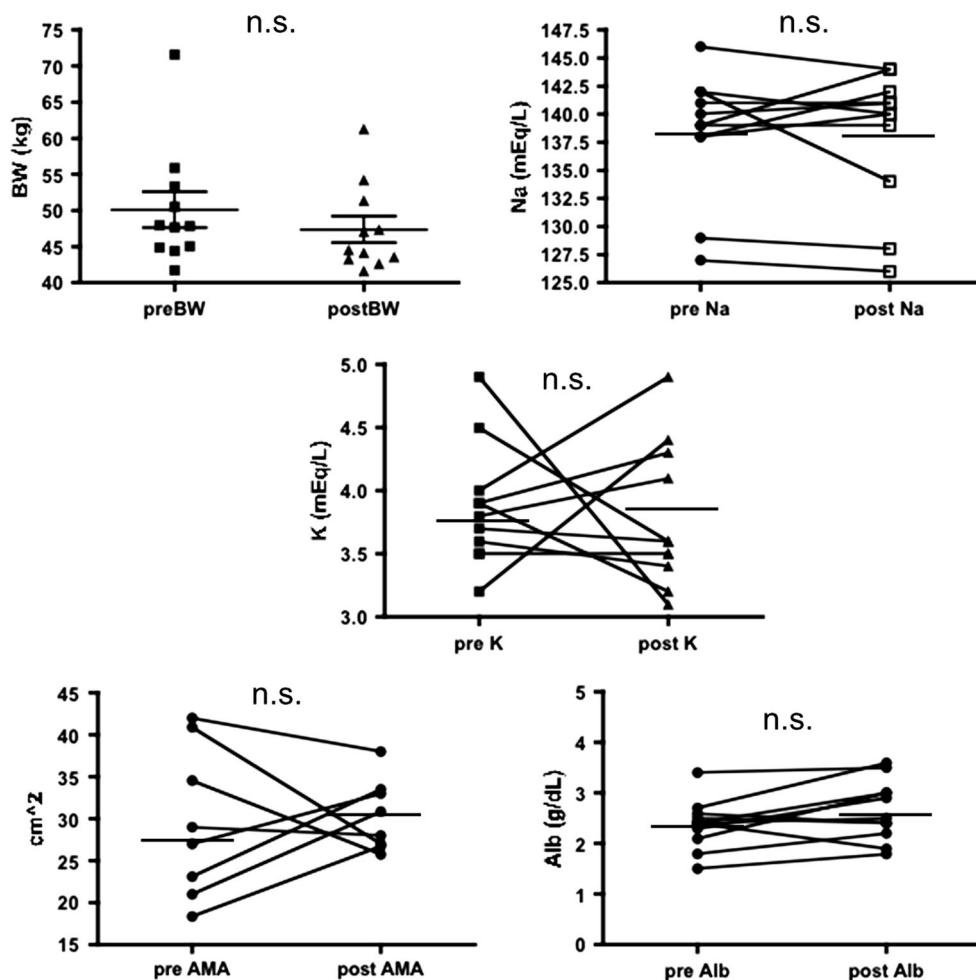 n.s.
BW (kg)
75
70
65
60
55
50
45
40
preBW
postBW
n.s.
Na (mEq/L)
147.5
145.0
142.5
140.0
137.5
135.0
132.5
130.0
127.5
125.0
pre Na
post Na
n.s.
K (mEq/L)
5.0
4.5
4.0
3.5
3.0
pre K
post K
n.s.
cm^2
45
40
35
30
25
20
15
pre AMA
post AMA
n.s.
Alb (g/dL)
5
4
3
2
1
0
pre Alb
post Alb